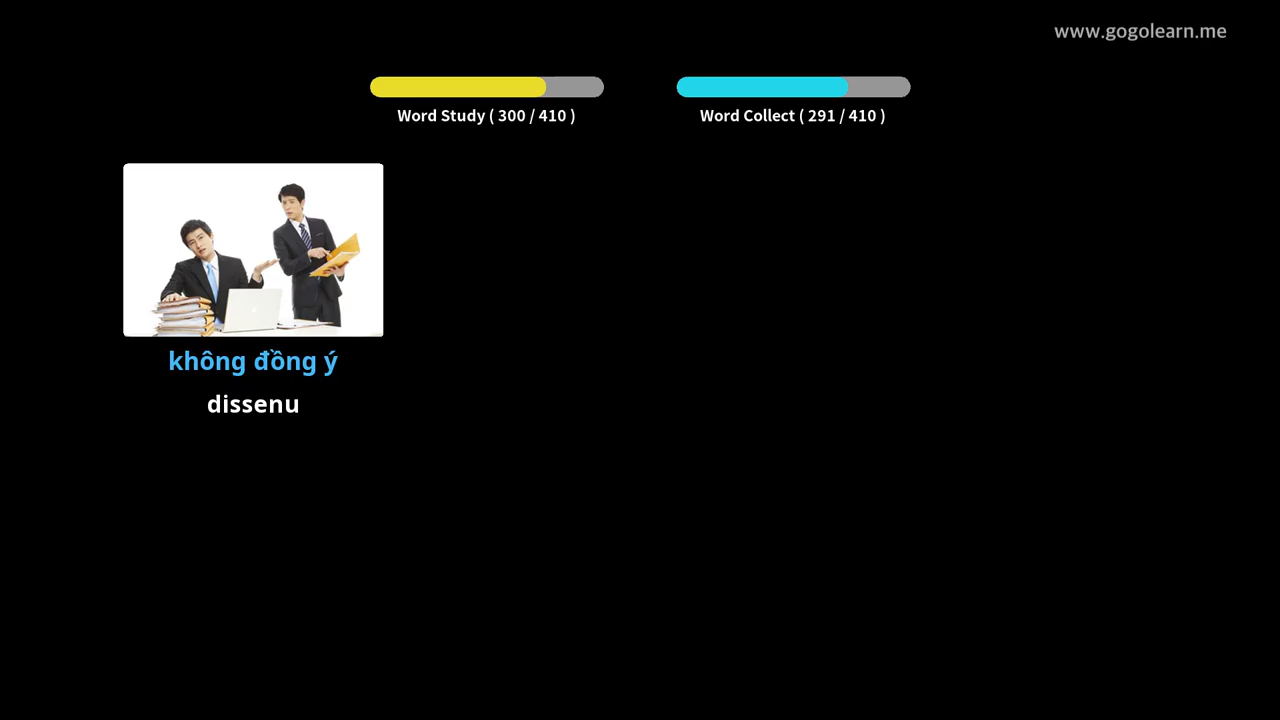 www.gogolearn.me
Word Study ( 300 / 410 )
Word Collect ( 291 / 410 )
không đồng ý
dissenu